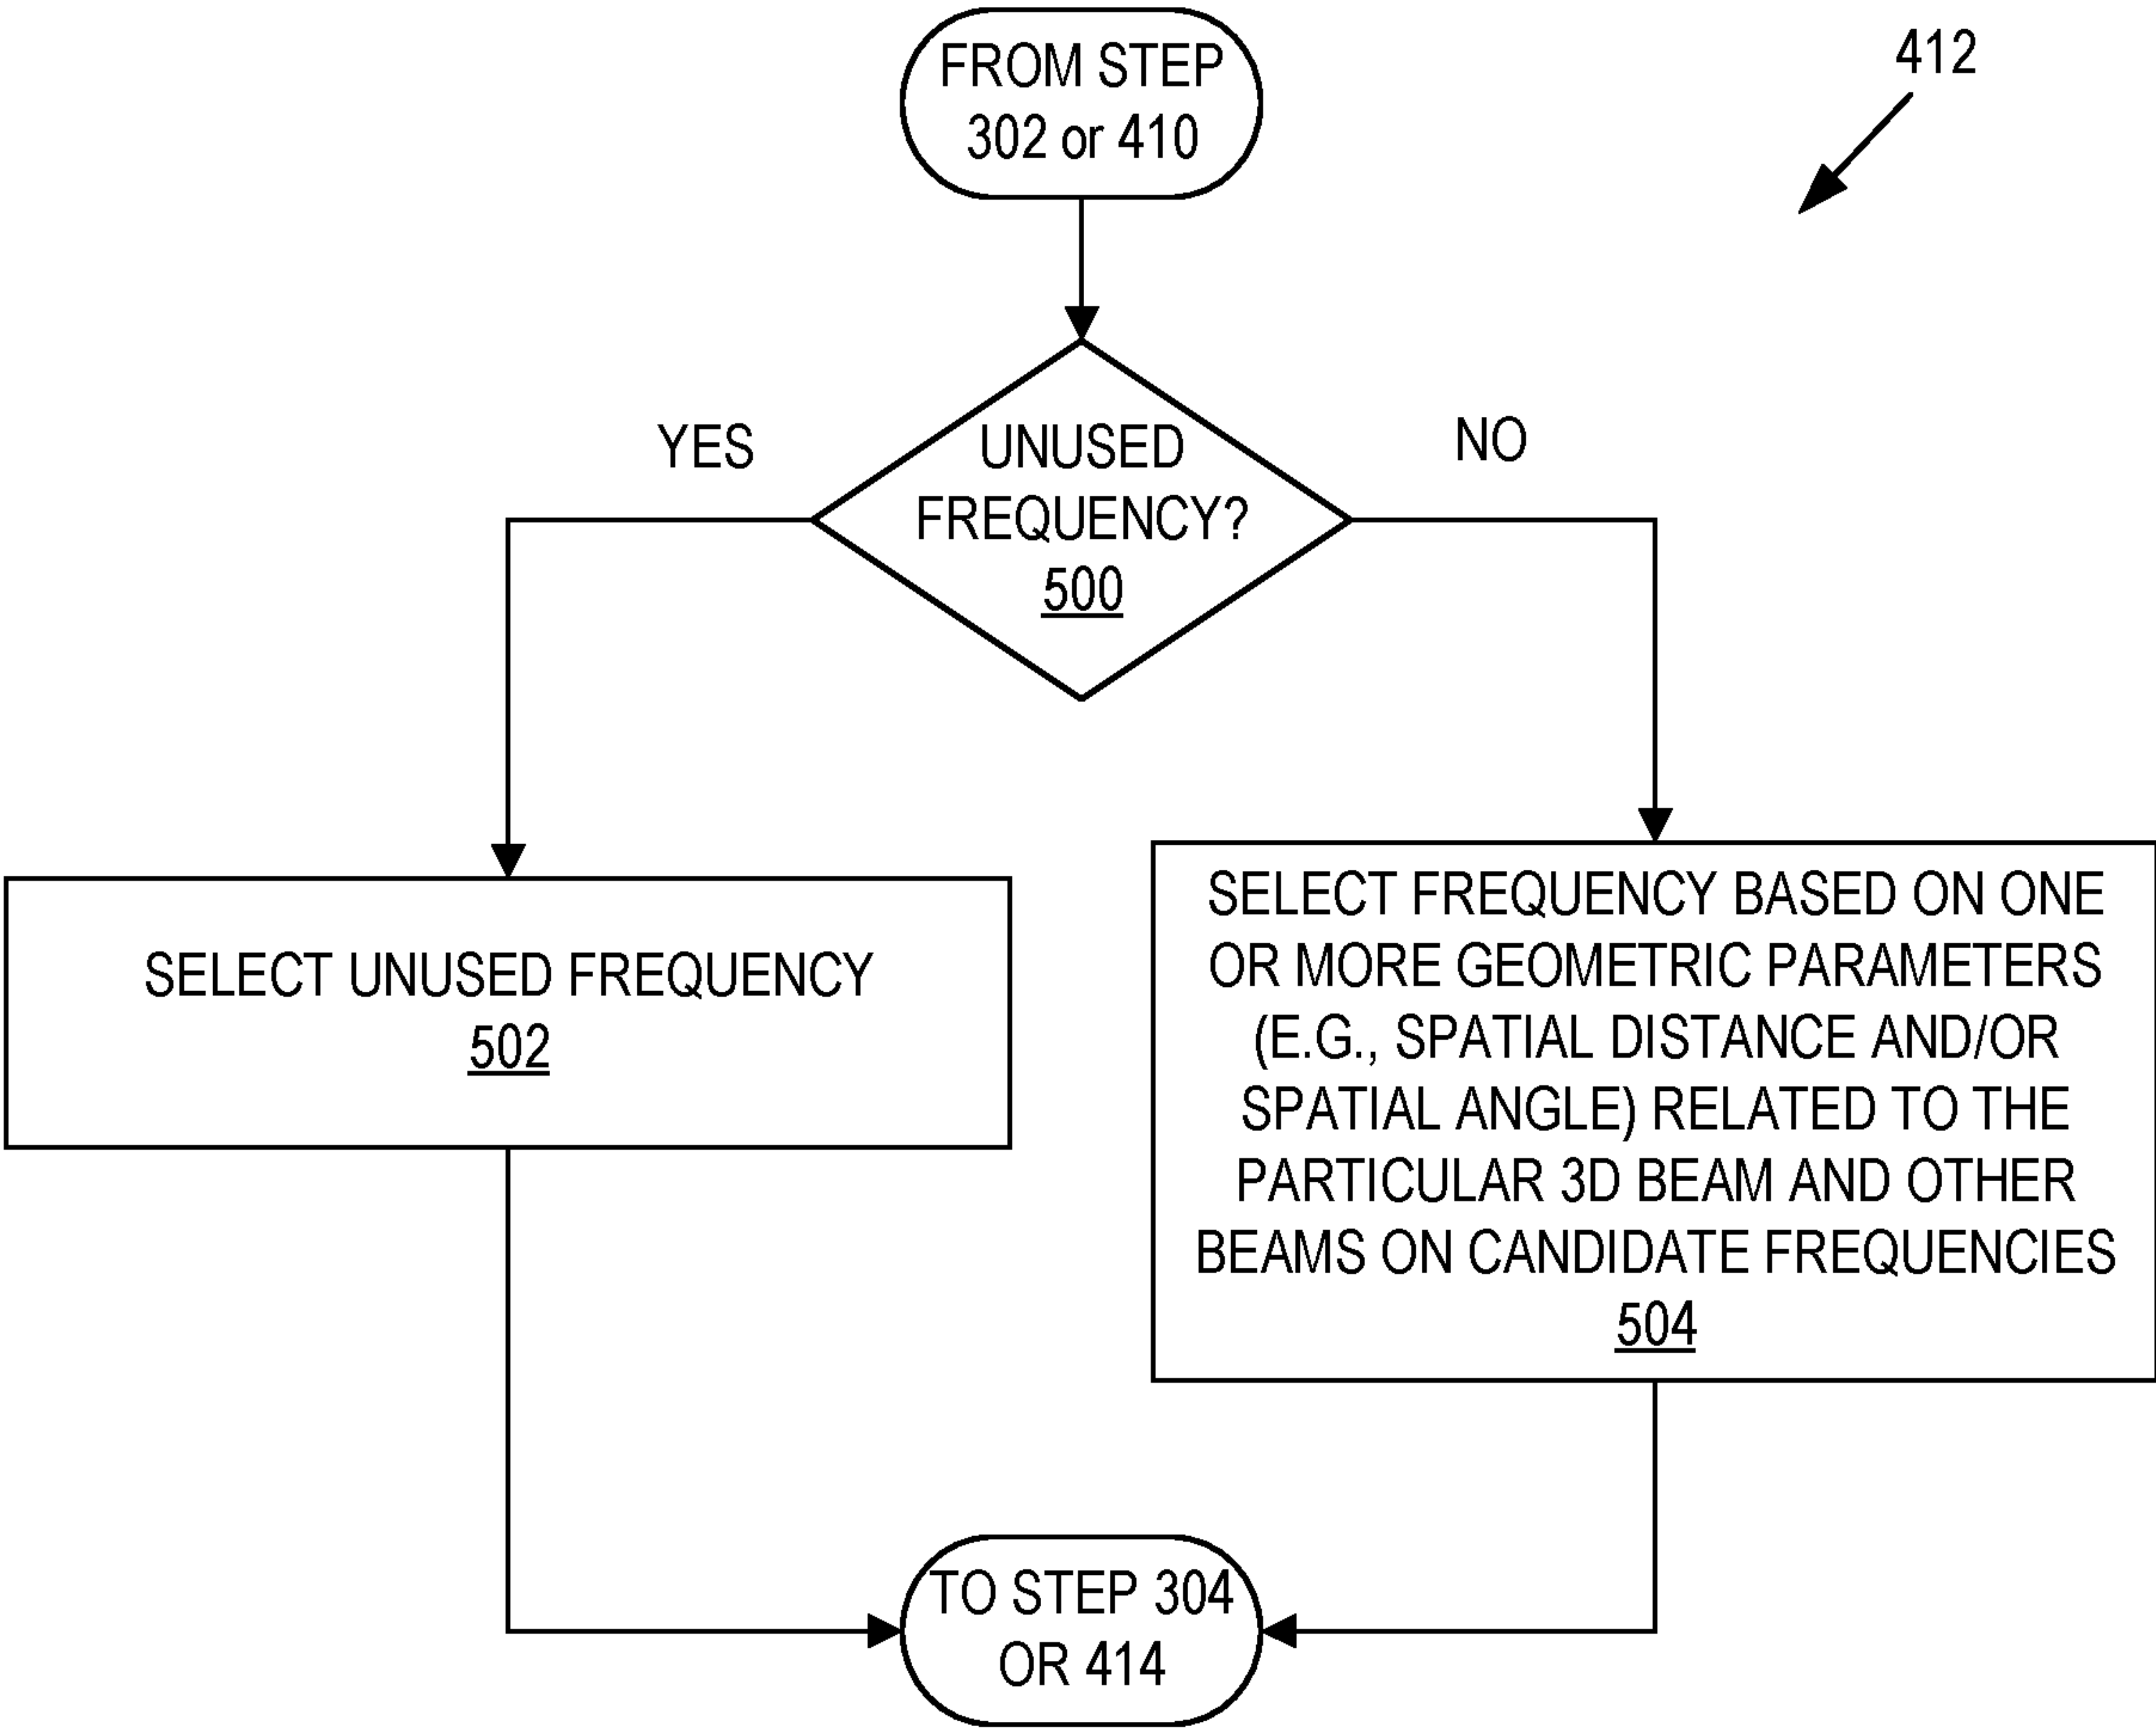 FROM STEP
302 or 410
412
YES
UNUSED
FREQUENCY?
500
NO
SELECT UNUSED FREQUENCY
502
SELECT FREQUENCY BASED ON ONE
OR MORE GEOMETRIC PARAMETERS
(E.G., SPATIAL DISTANCE AND/OR
SPATIAL ANGLE) RELATED TO THE
PARTICULAR 3D BEAM AND OTHER
BEAMS ON CANDIDATE FREQUENCIES
504
TO STEP 304
OR 414